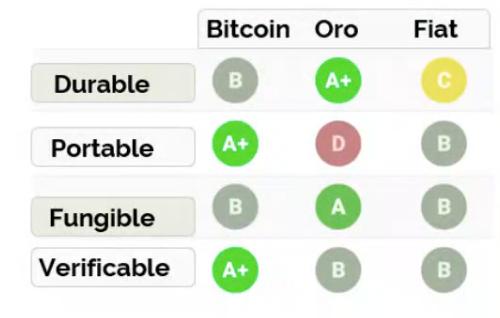 Bitcoin Oro Fiat
Durable B A+ C
Portable A+ D B
Fungible B A B
Verificable A+ B B